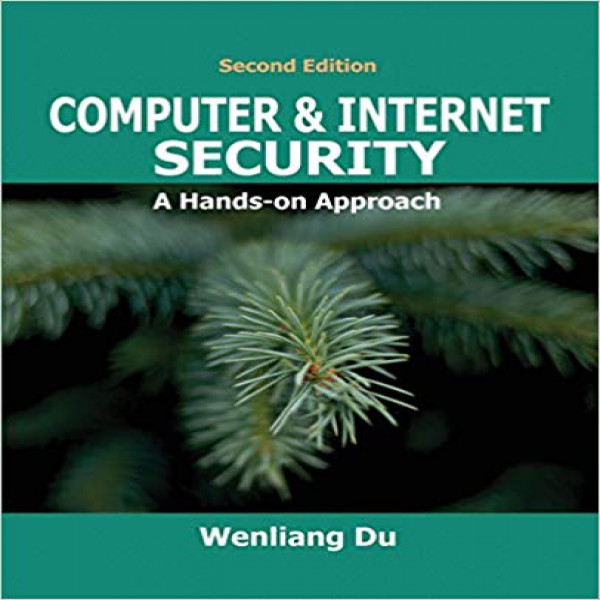 Second Edition
COMPUTER & INTERNET
SECURITY
A Hands-on Approach
Wenliang Du